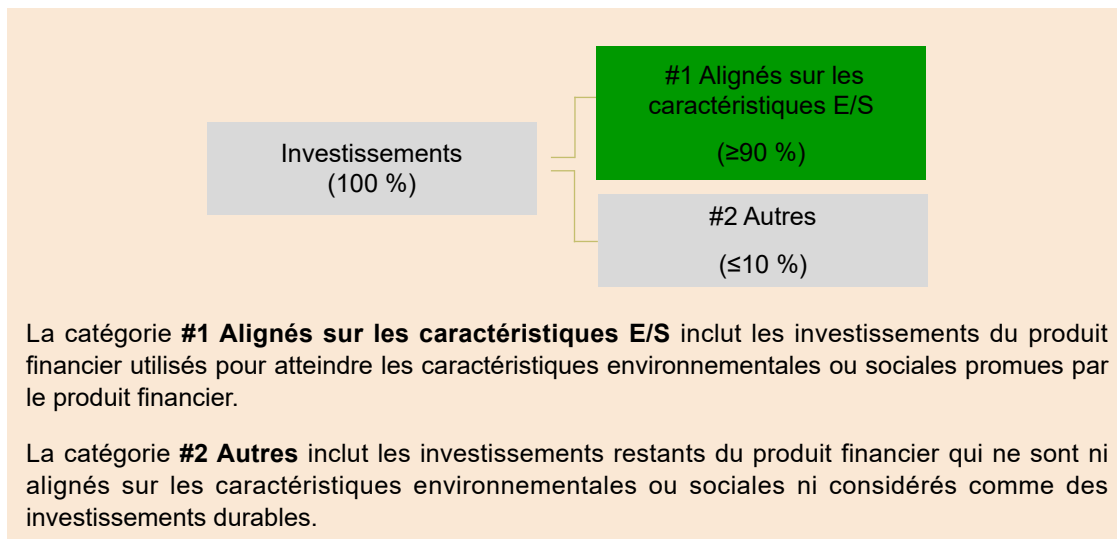 #1 Alignés sur les
caractéristiques E/S
(≥90 %)
Investissements
(100 %)
#2 Autres
(≤10 %)
La catégorie #1 Alignés sur les caractéristiques E/S inclut les investissements du produit
financier utilisés pour atteindre les caractéristiques environnementales ou sociales promues par
le produit financier.
La catégorie #2 Autres inclut les investissements restants du produit financier qui ne sont ni
alignés sur les caractéristiques environnementales ou sociales ni considérés comme des
investissements durables.